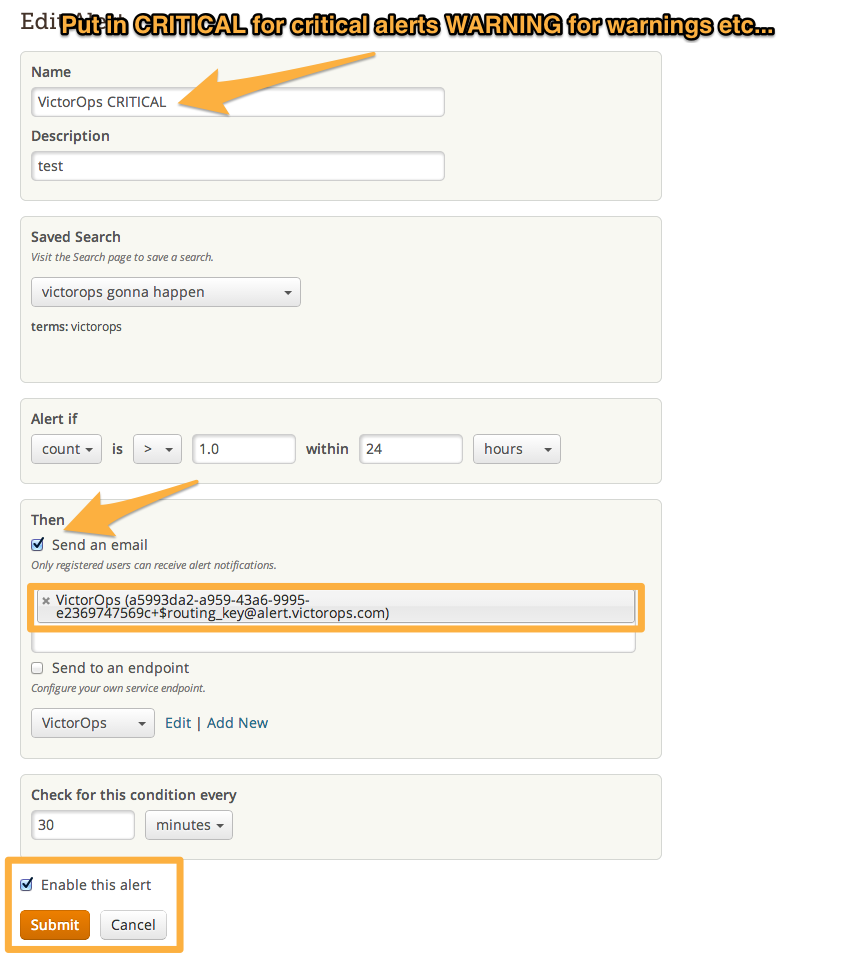 Edit Alert
Put in CRITICAL for critical alerts WARNING for warnings etc...
Name
VictorOps CRITICAL
Description
test
Saved Search
Visit the Search page to save a search.
victorops gonna happen
terms: victorops
Alert if
count is > 1.0 within 24 hours
Then
Send an email
Only registered users can receive alert notifications.
VictorOps (a5993da2-a959-43a6-9995-
e2369747569c+$routing_key@alert.victorops.com)
Send to an endpoint
Configure your own service endpoint.
VictorOps Edit | Add New
Check for this condition every
30 minutes
Enable this alert
Submit Cancel